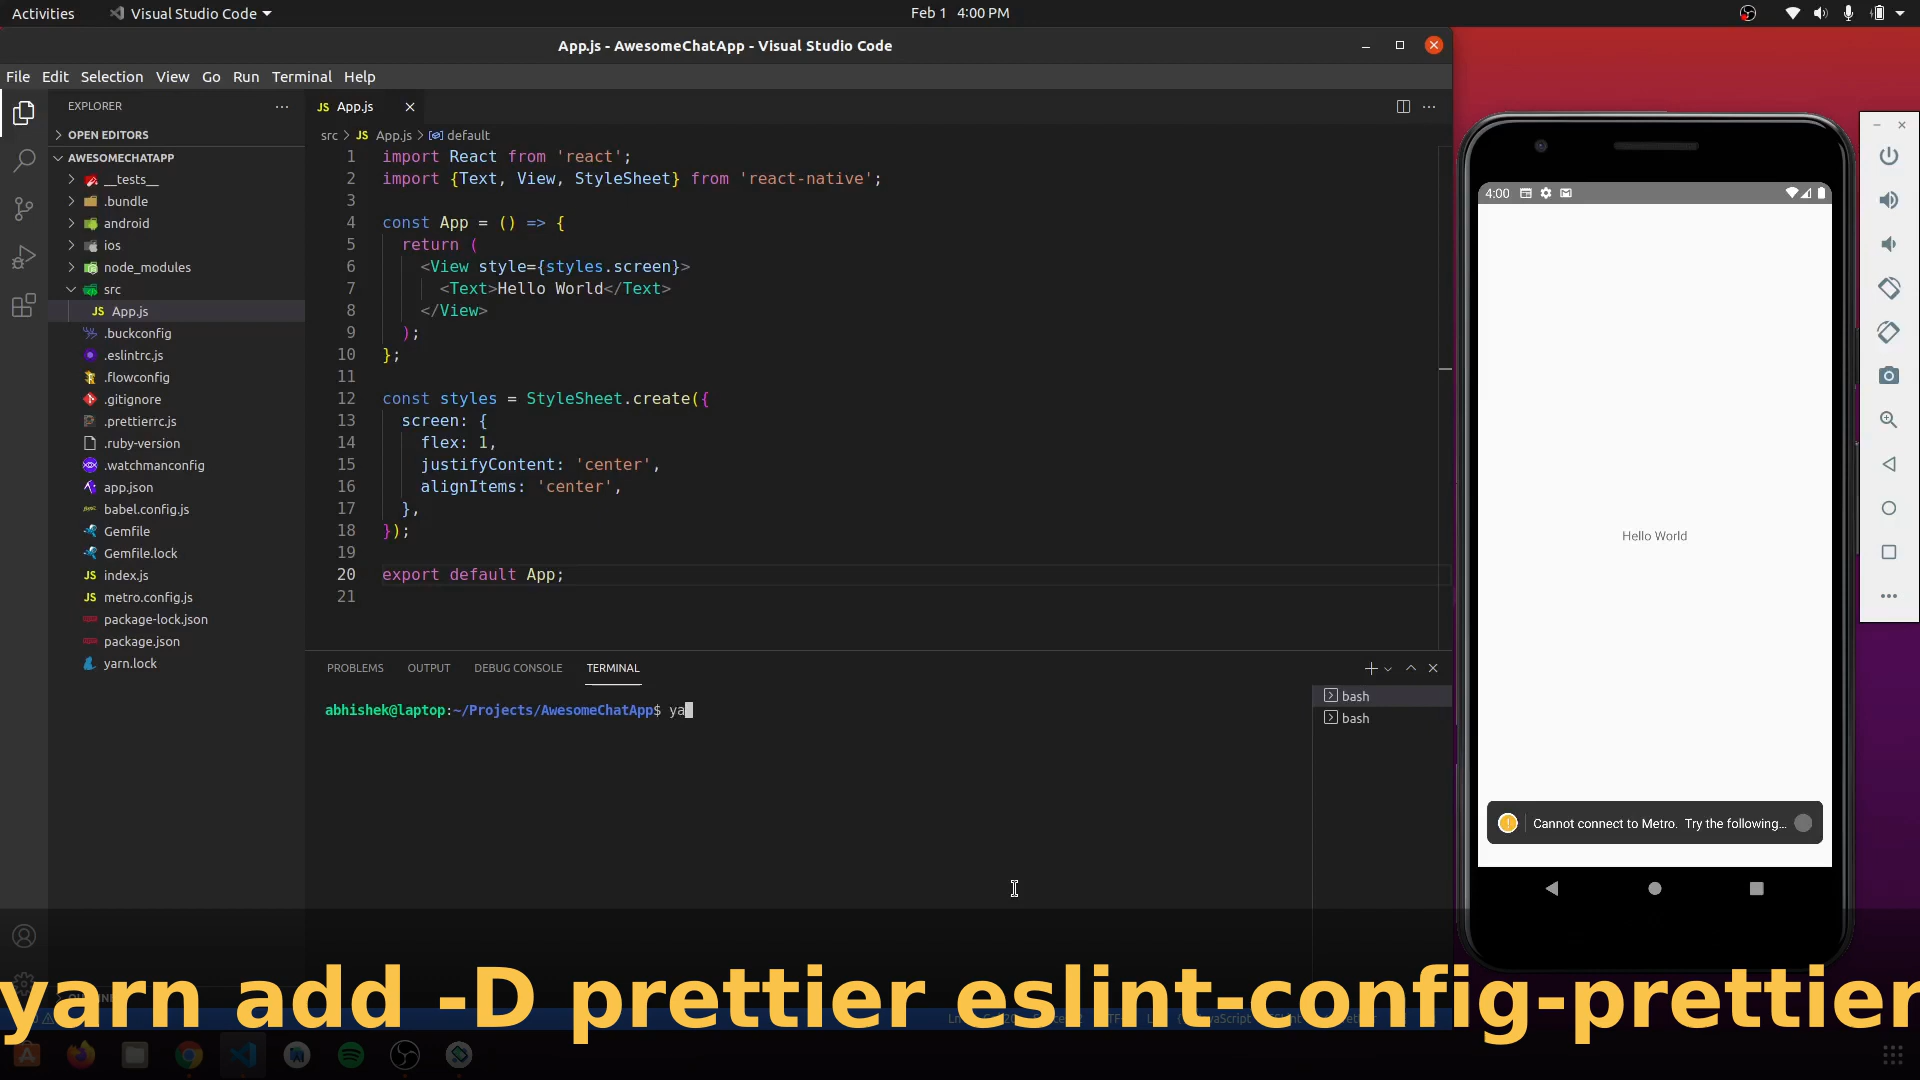 Activities
Visual Studio Code
Feb 1 4:00 PM
App.js - AwesomeChatApp - Visual Studio Code
File Edit Selection View Go Run Terminal Help
EXPLORER
OPEN EDITORS
AWESOMECHATAPP
__tests__
.bundle
android
ios
node_modules
src
JS App.js
.buckconfig
.eslintrc.js
.flowconfig
.gitignore
.prettierrc.js
.ruby-version
.watchmanconfig
app.json
babel.config.js
Gemfile
Gemfile.lock
JS index.js
JS metro.config.js
package-lock.json
package.json
yarn.lock
JS App.js
src > JS App.js > default
1 import React from 'react';
2 import {Text, View, StyleSheet} from 'react-native';
3
4 const App = () => {
5 return (
6 <View style={styles.screen}>
7 <Text>Hello World</Text>
8 </View>
9 );
10 };
11
12 const styles = StyleSheet.create({
13 screen: {
14 flex: 1,
15 justifyContent: 'center',
16 alignItems: 'center',
17 },
18 });
19
20 export default App;
21
PROBLEMS OUTPUT DEBUG CONSOLE TERMINAL
abhishek@laptop:~/Projects/AwesomeChatApp$ ya
bash
bash
4:00
Hello World
Cannot connect to Metro. Try the following...
yarn add -D prettier eslint-config-prettier